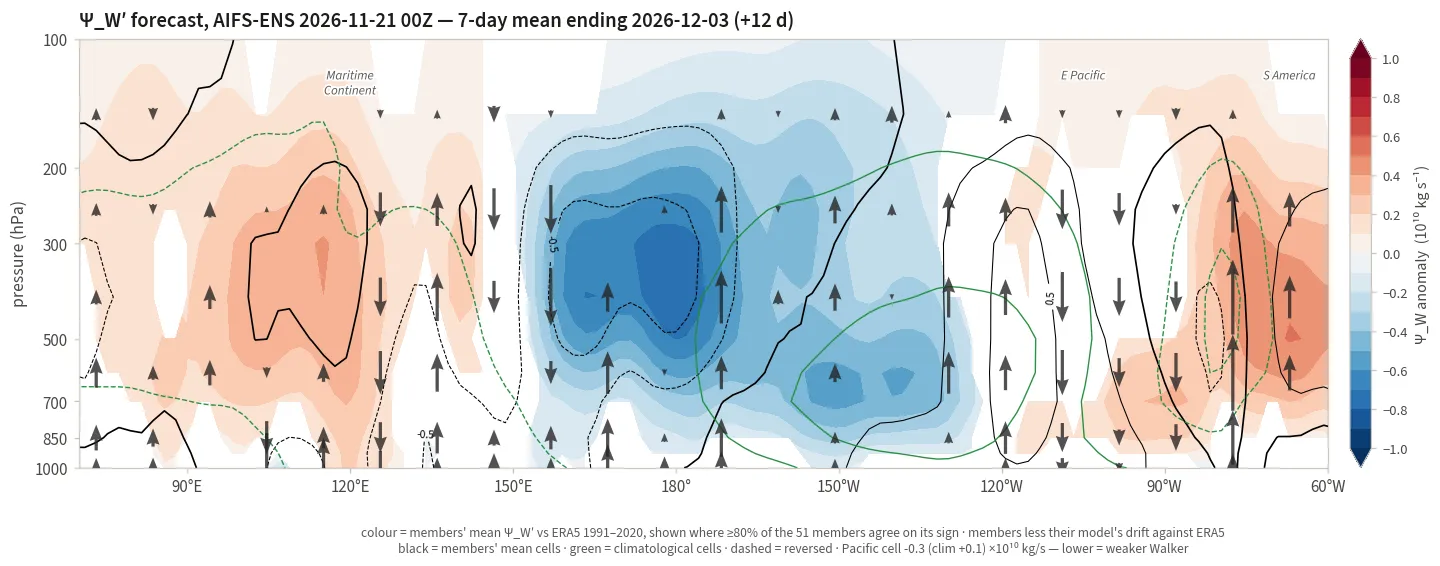 Ψ_W′ forecast, AIFS-ENS 2026-11-21 00Z — 7-day mean ending 2026-12-03 (+12 d)
pressure (hPa)
100
200
300
500
700
850
1000
Maritime
Continent
E Pacific
S America
-0.5
0.5
-0.5
90°E
120°E
150°E
180°
150°W
120°W
90°W
60°W
1.0
0.8
0.6
0.4
0.2
0.0
−0.2
−0.4
−0.6
−0.8
−1.0
Ψ_W anomaly (10¹⁰ kg s⁻¹)
colour = members' mean Ψ_W′ vs ERA5 1991–2020, shown where ≥80% of the 51 members agree on its sign · members less their model's drift against ERA5
black = members' mean cells · green = climatological cells · dashed = reversed · Pacific cell -0.3 (clim +0.1) ×10¹⁰ kg/s — lower = weaker Walker